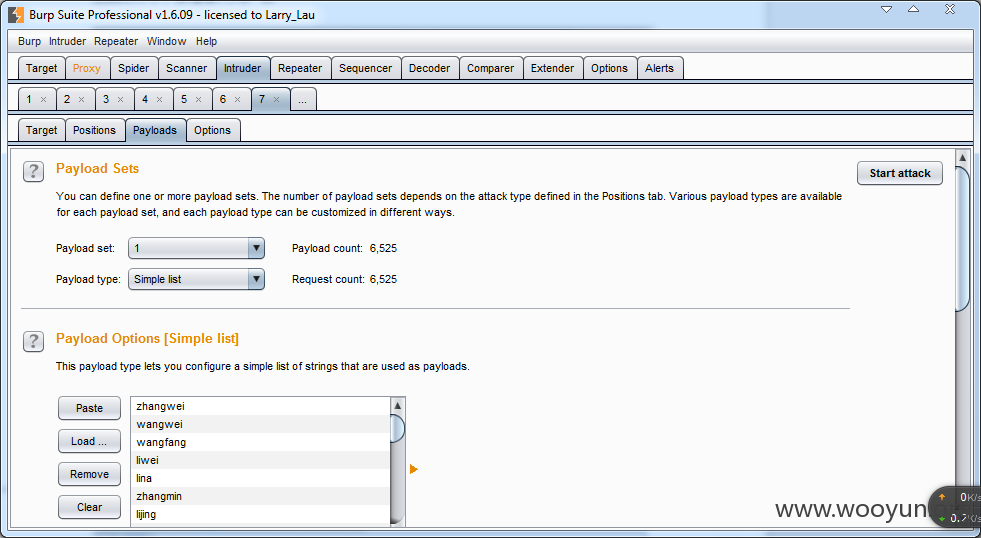 Burp Suite Professional v1.6.09 - licensed to Larry_Lau
Burp Intruder Repeater Window Help
Target Proxy Spider Scanner Intruder Repeater Sequencer Decoder Comparer Extender Options Alerts
1 × 2 × 3 × 4 × 5 × 6 × 7 × ...
Target Positions Payloads Options
? Payload Sets
Start attack
You can define one or more payload sets. The number of payload sets depends on the attack type defined in the Positions tab. Various payload types are available
for each payload set, and each payload type can be customized in different ways.
Payload set: 1 Payload count: 6,525
Payload type: Simple list Request count: 6,525
? Payload Options [Simple list]
This payload type lets you configure a simple list of strings that are used as payloads.
Paste
Load ...
Remove
Clear
zhangwei
wangwei
wangfang
liwei
lina
zhangmin
lijing
www.wooyun
0K/s
0.2K/s